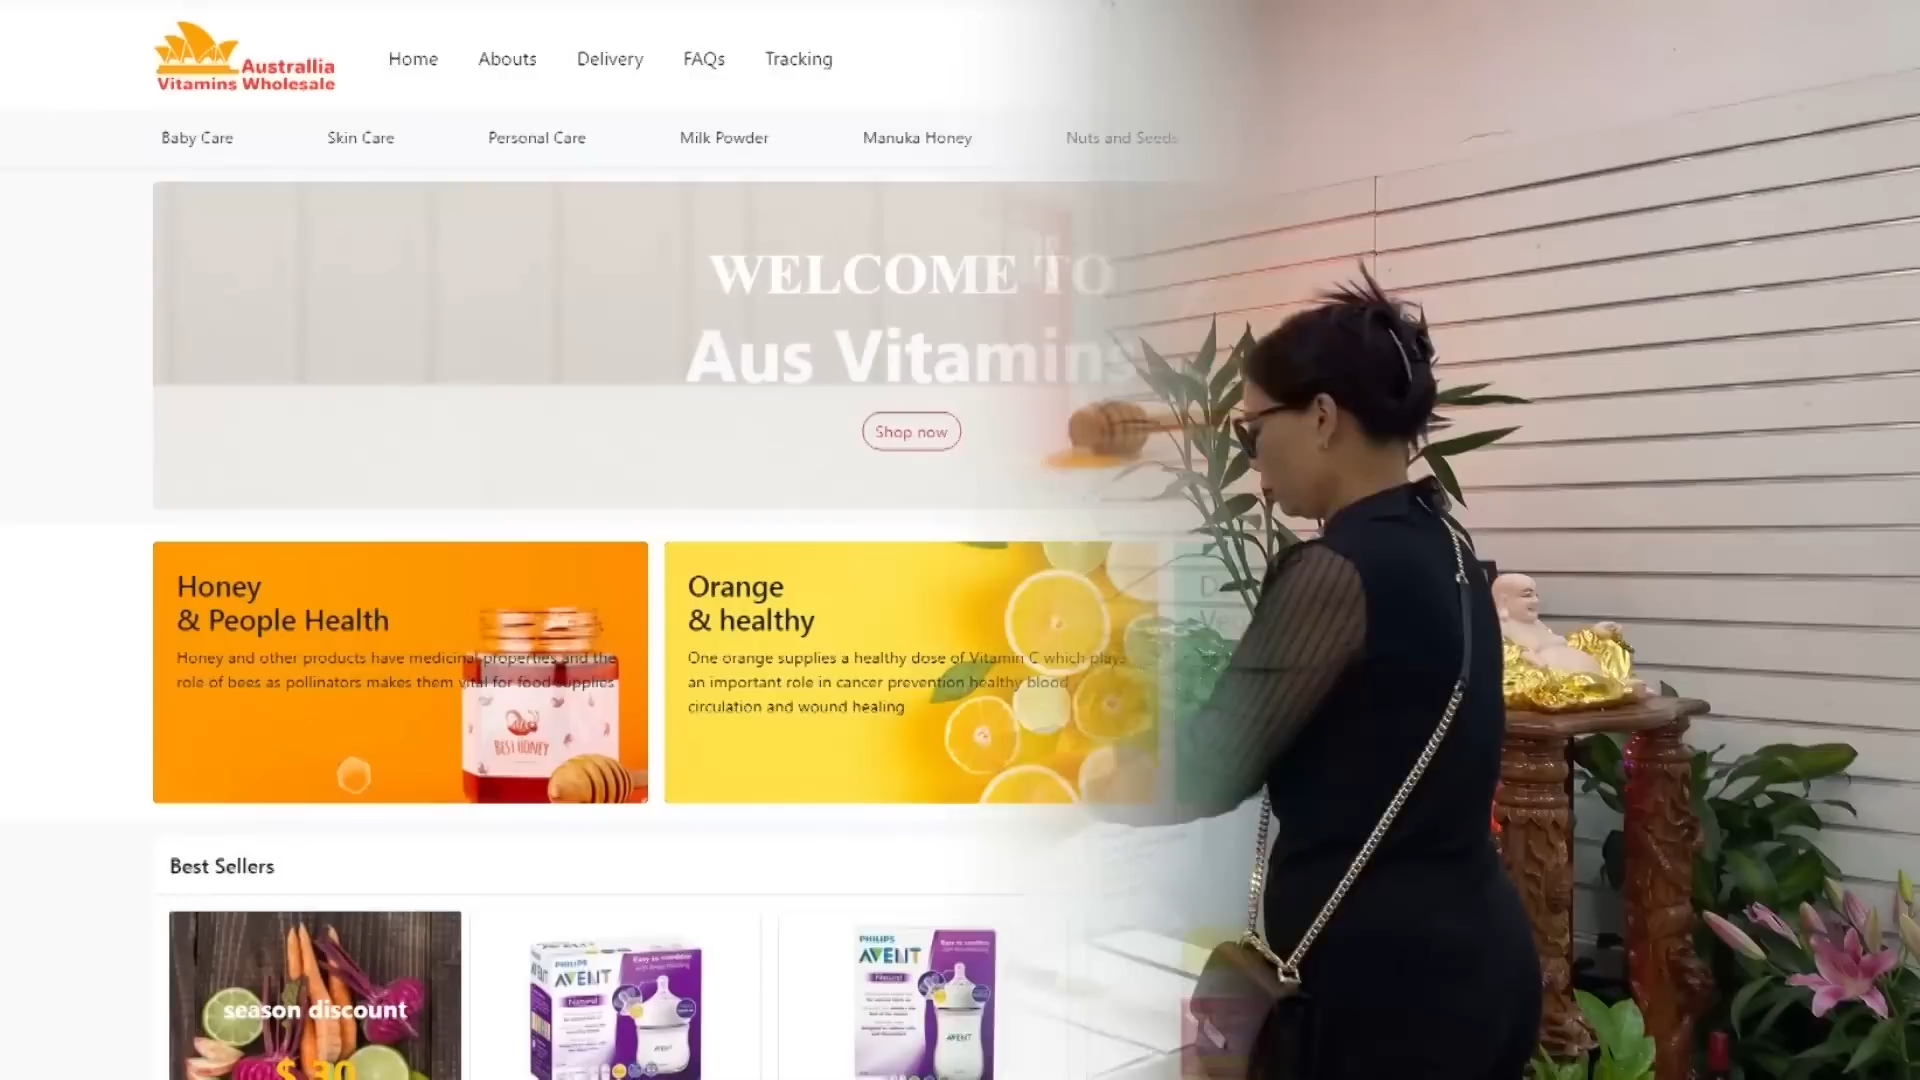 Australlia
Vitamins Wholesale
Home
Abouts
Delivery
FAQs
Tracking
Baby Care
Skin Care
Personal Care
Milk Powder
Manuka Honey
Nuts and Seeds
WELCOME TO
Aus Vitamins
Shop now
Honey
& People Health
Honey and other products have medicinal properties and the
role of bees as pollinators makes them vital for food supplies
BEST HONEY
Orange
& healthy
One orange supplies a healthy dose of Vitamin C which plays
an important role in cancer prevention healthy blood
circulation and wound healing
Best Sellers
season discount
$ 30
PHILIPS
AVENT
Natural
AVENT
PHILIPS
AVENT
Natural
AVENT